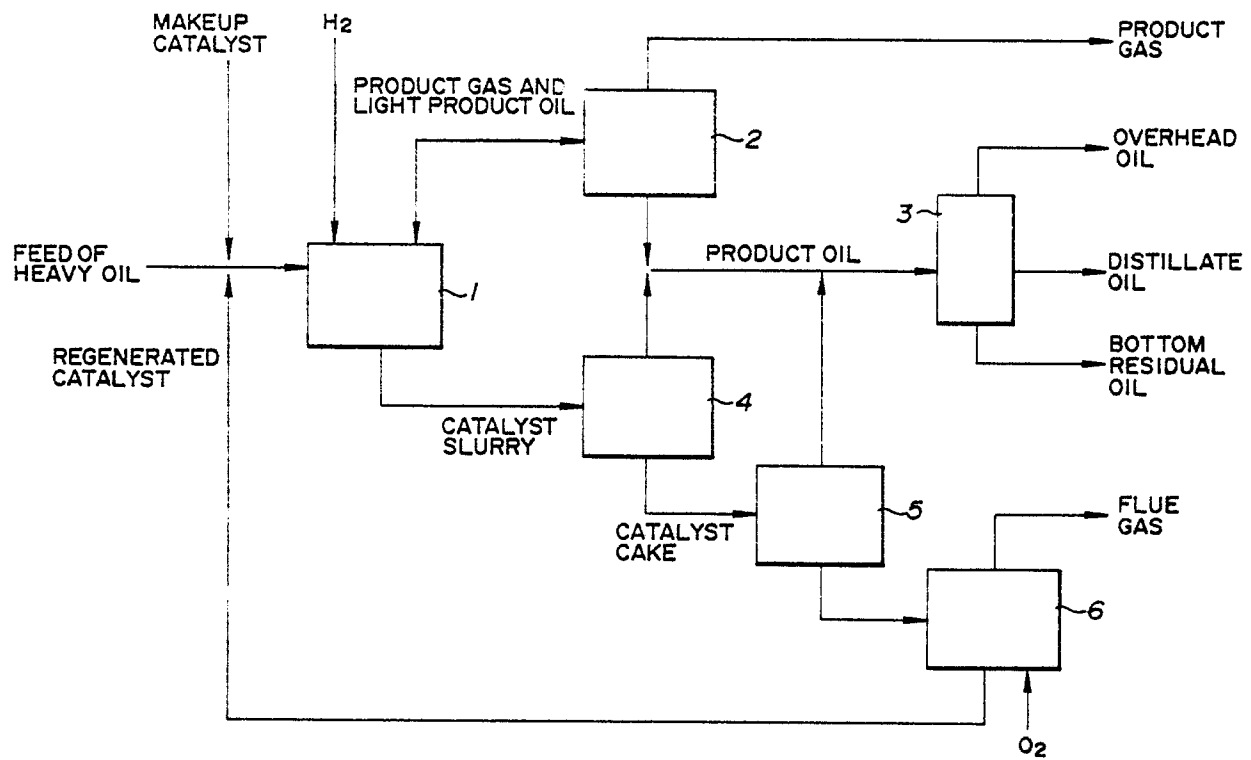 MAKEUP
CATALYST
H2
PRODUCT
GAS
PRODUCT GAS AND
LIGHT PRODUCT OIL
2
OVERHEAD
OIL
3
FEED OF
HEAVY OIL
PRODUCT OIL
DISTILLATE
OIL
1
REGENERATED
CATALYST
BOTTOM
RESIDUAL
OIL
4
CATALYST
SLURRY
5
FLUE
GAS
CATALYST
CAKE
6
O2